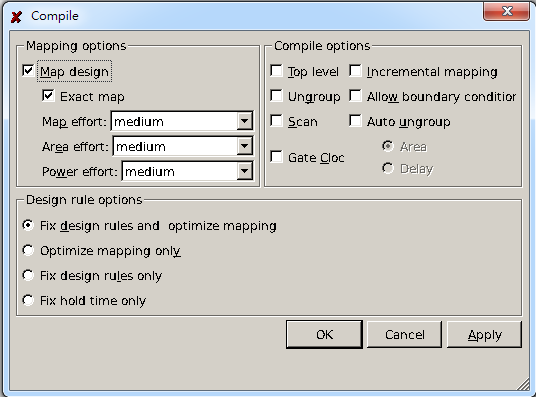 Compile
Mapping options
Map design
Exact map
Map effort: medium
Area effort: medium
Power effort: medium
Compile options
Top level Incremental mapping
Ungroup Allow boundary condition
Scan Auto ungroup
Gate Cloc Area
Delay
Design rule options
Fix design rules and optimize mapping
Optimize mapping only
Fix design rules only
Fix hold time only
OK Cancel Apply